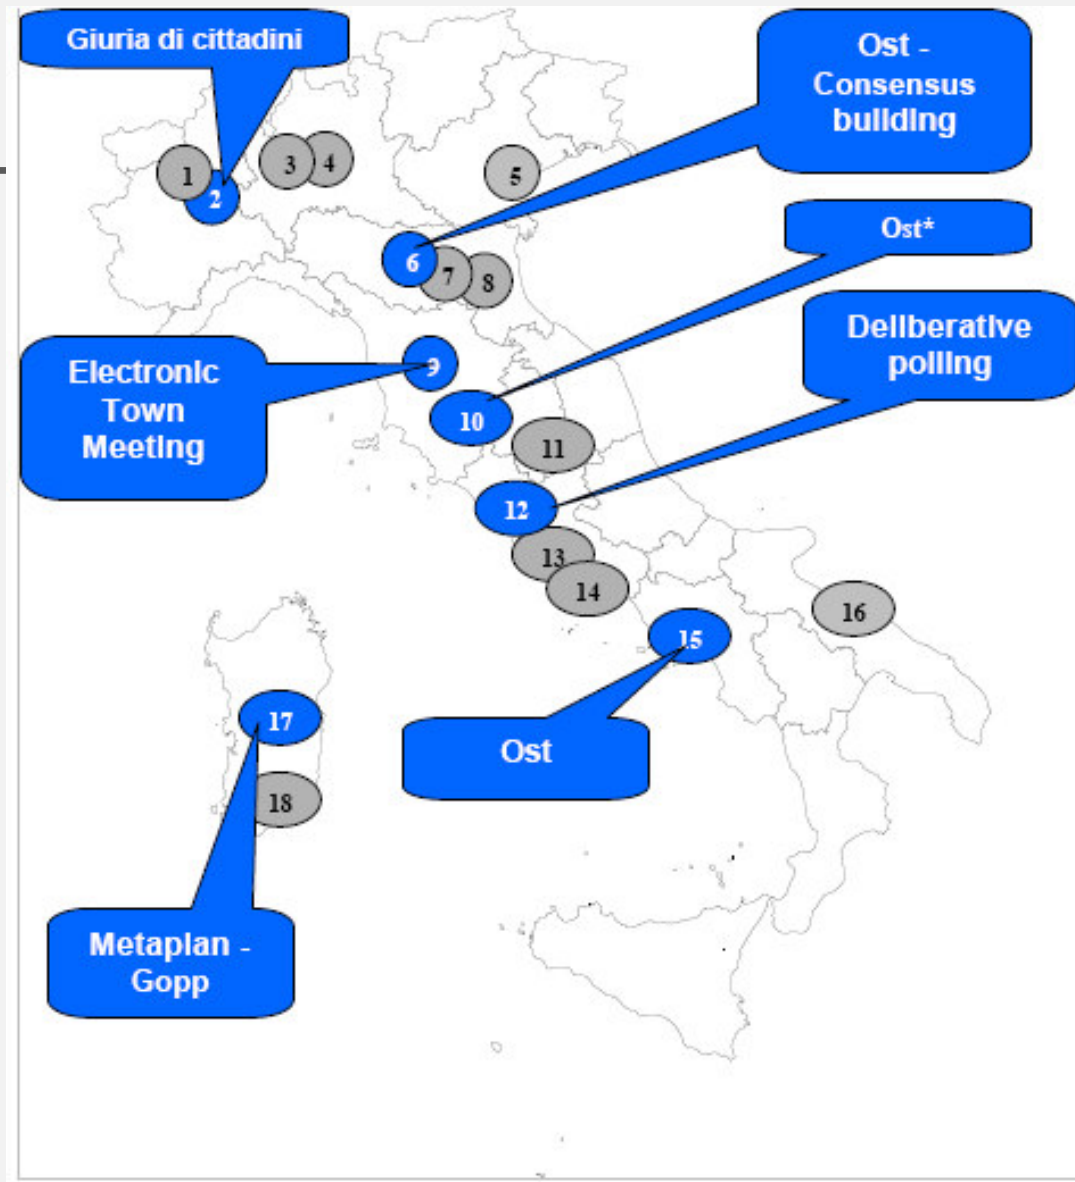 Giuria di cittadini
Ost -
Consensus
building
1
2
3
4
5
Ost*
6
7
8
Deliberative
polling
Electronic
Town
Meeting
9
10
11
12
13
14
15
16
17
18
Ost
Metaplan -
Gopp